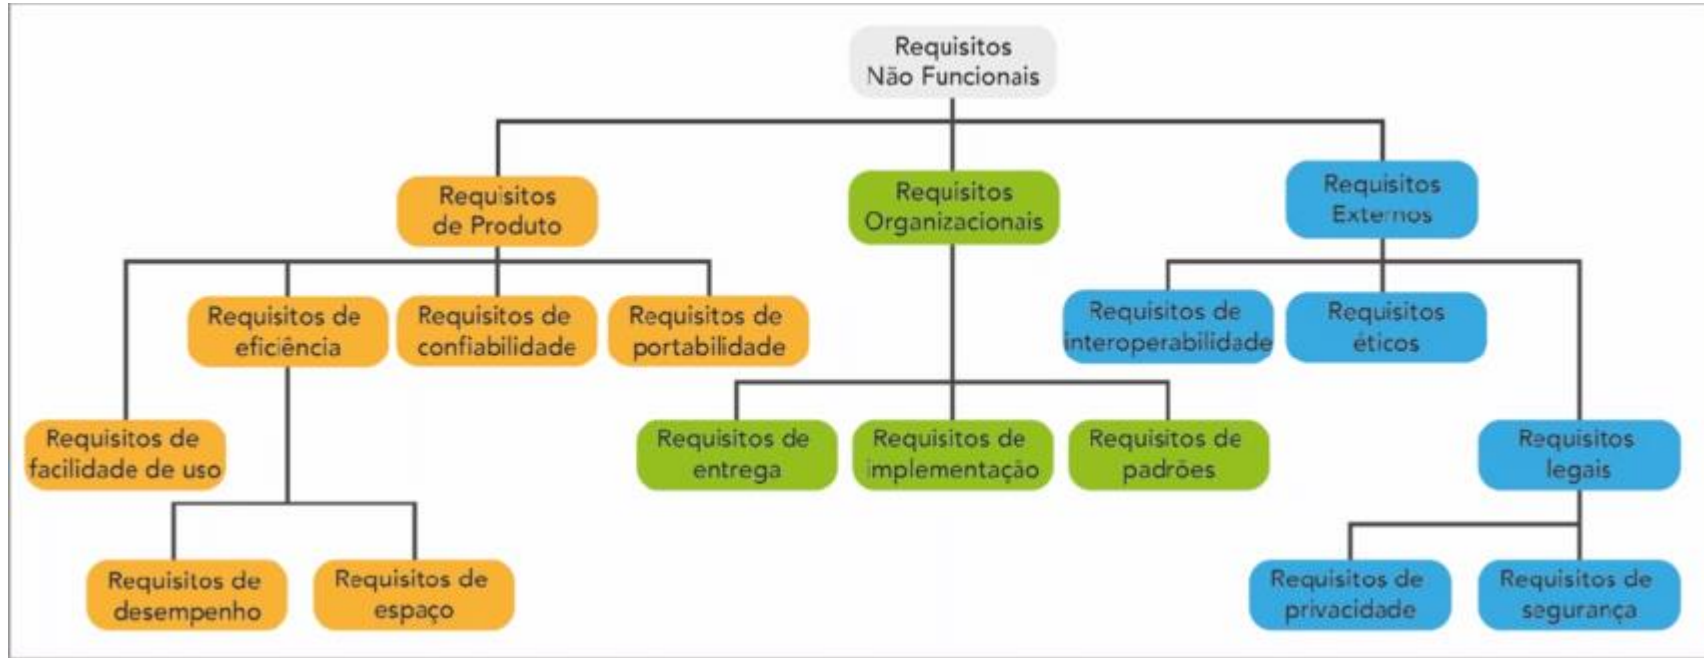 Requisitos
Não Funcionais
Requisitos
de Produto
Requisitos
Organizacionais
Requisitos
Externos
Requisitos de
eficiência
Requisitos de
confiabilidade
Requisitos de
portabilidade
Requisitos de
interoperabilidade
Requisitos
éticos
Requisitos de
facilidade de uso
Requisitos de
entrega
Requisitos de
implementação
Requisitos de
padrões
Requisitos
legais
Requisitos de
desempenho
Requisitos de
espaço
Requisitos de
privacidade
Requisitos de
segurança